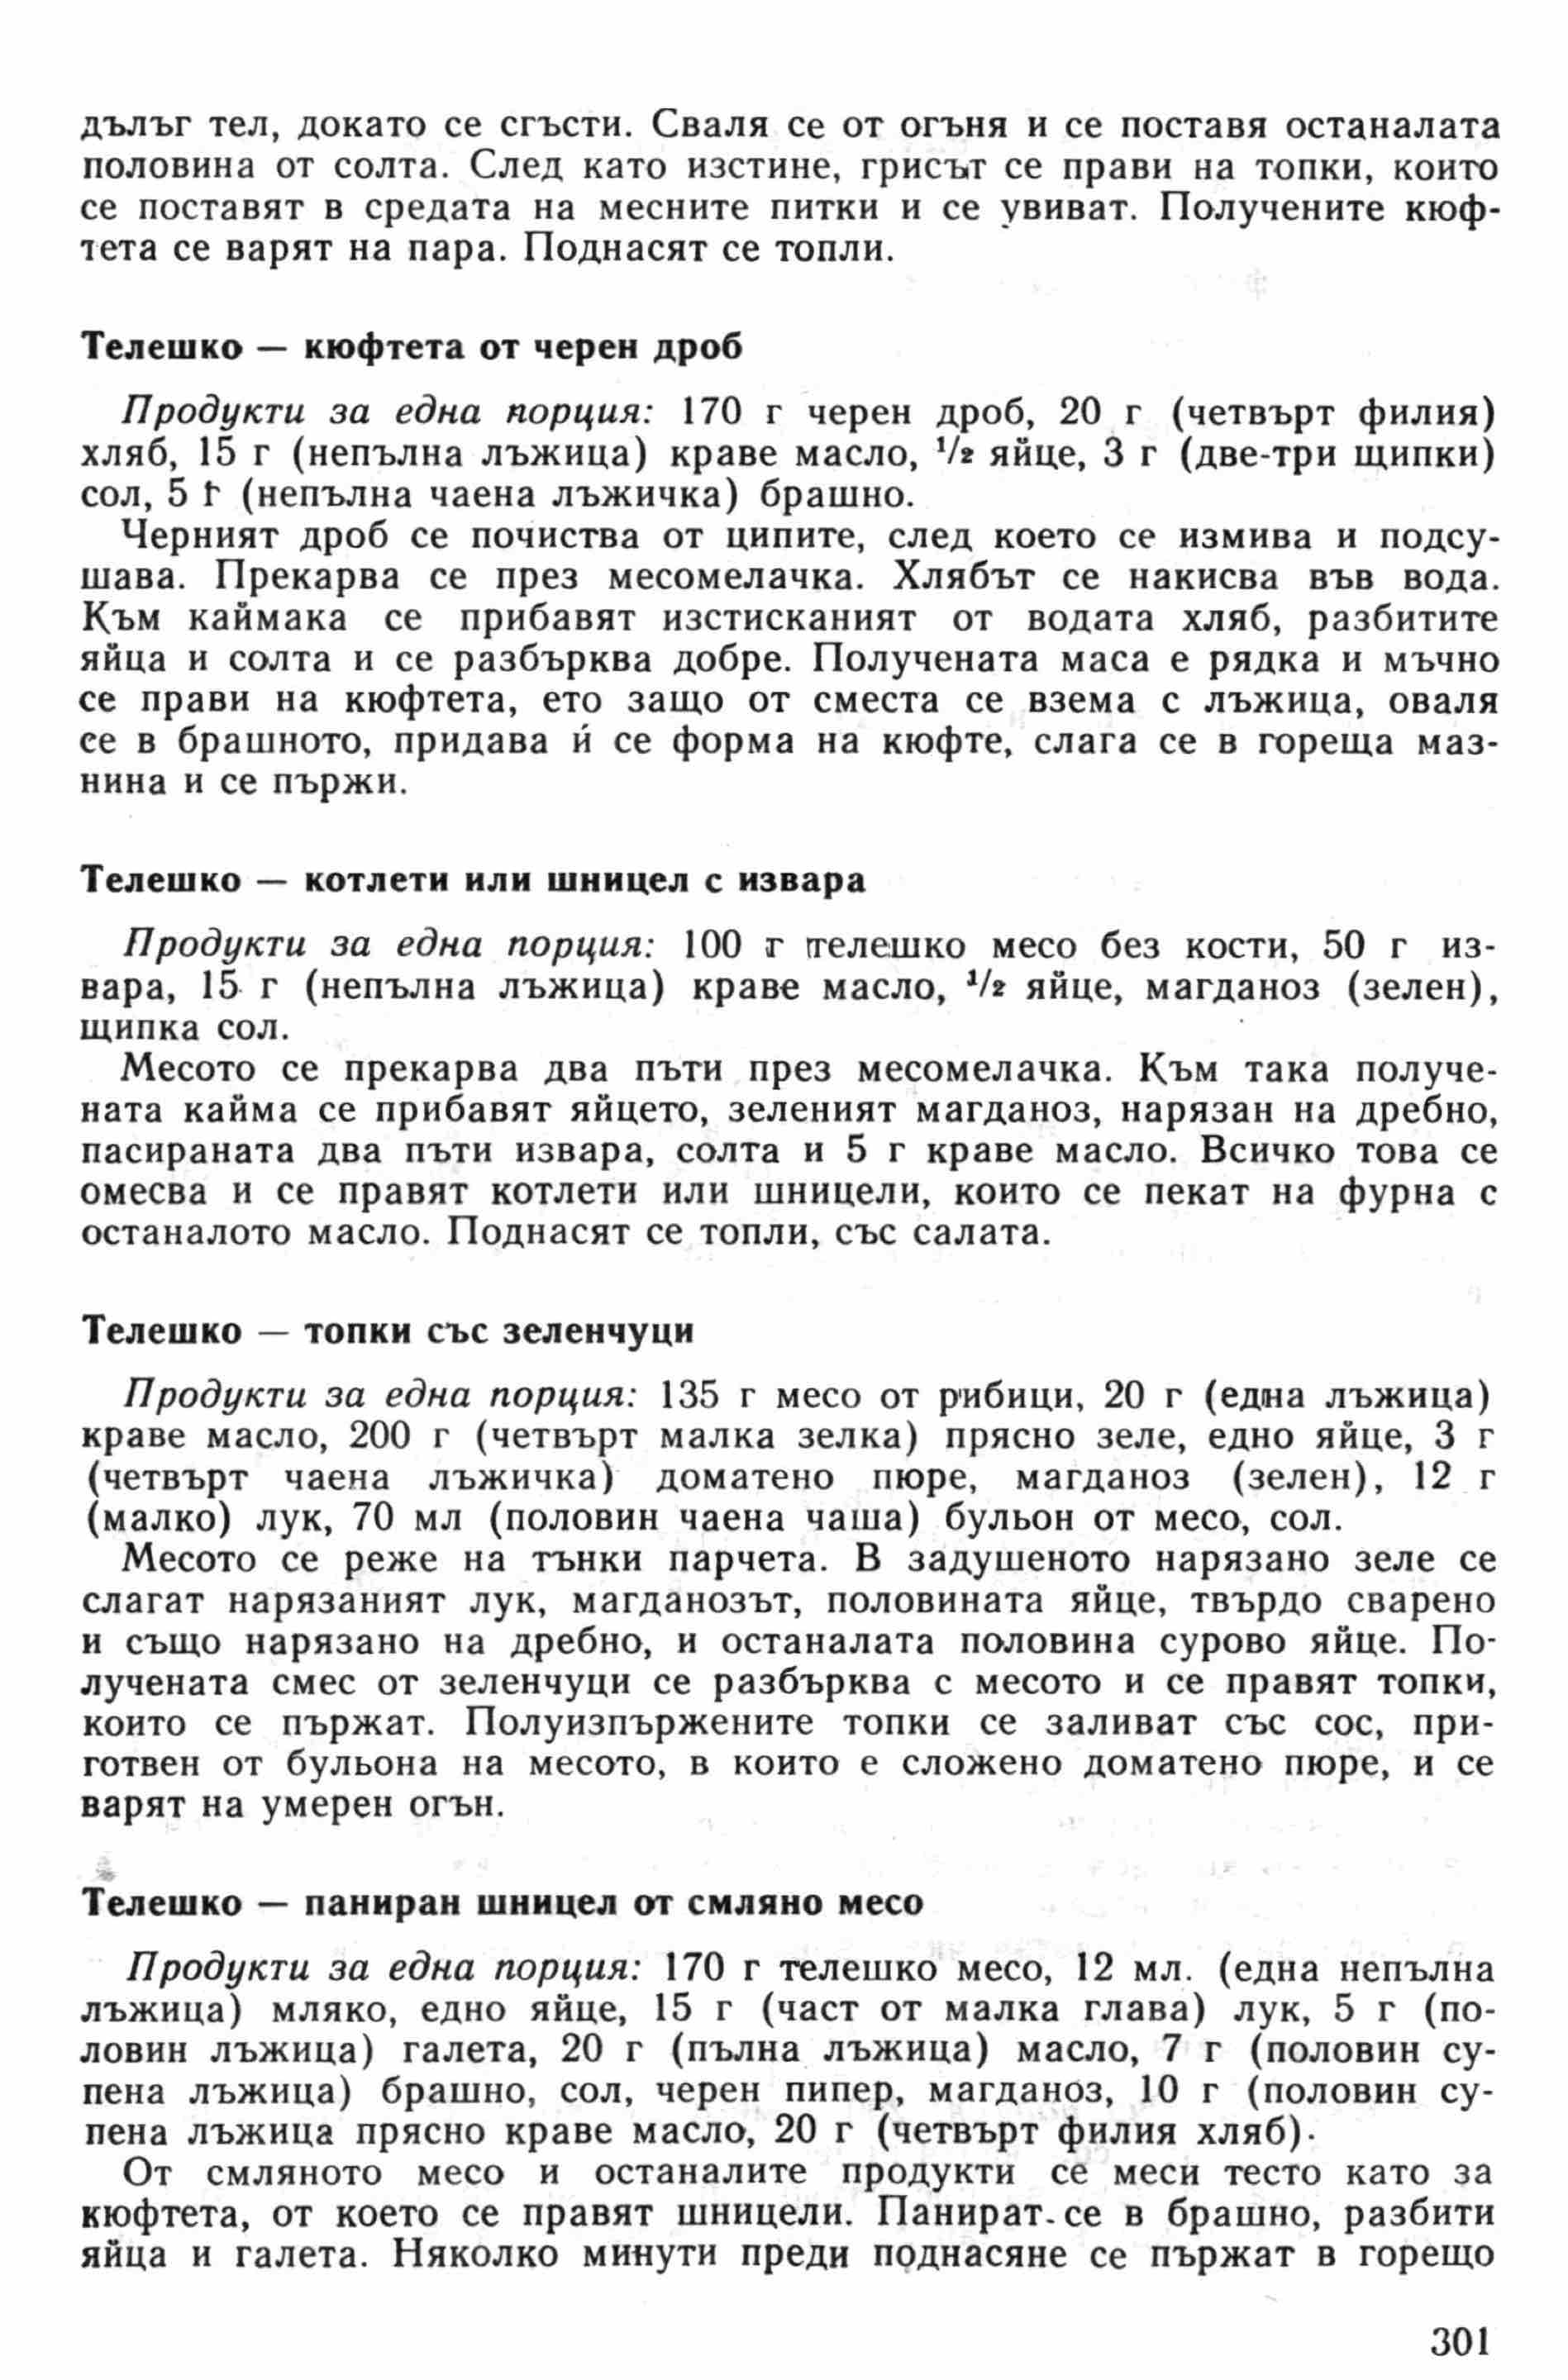 дълъг тел, докато се сгъсти. Сваля се от огъня и се поставя останалата
половина от солта. След като изстине, грисът се прави на топки, които
се поставят в средата на месните питки и се увиват. Получените кюф-
тета се варят на пара. Поднасят се топли.
Телешко — кюфтета от черен дроб
Продукти за една порция: 170 г черен дроб, 20 г (четвърт филия)
хляб, 15 г (непълна лъжица) краве масло, 1/2 яйце, 3 г (две-три щипки)
сол, 5 г (непълна чаена лъжичка) брашно.
Черният дроб се почиства от ципите, след което се измива и подсу-
шава. Прекарва се през месомелачка. Хлябът се накисва във вода.
Към каймака се прибавят изстисканият от водата хляб, разбитите
яйца и солта и се разбърква добре. Получената маса е рядка и мъчно
се прави на кюфтета, ето защо от сместа се взема с лъжица, оваля
се в брашното, придава ѝ се форма на кюфте, слага се в гореща маз-
нина и се пържи.
Телешко — котлети или шницел с извара
Продукти за една порция: 100 г телешко месо без кости, 50 г из-
вара, 15 г (непълна лъжица) краве масло, 1/2 яйце, магданоз (зелен),
щипка сол.
Месото се прекарва два пъти през месомелачка. Към така получе-
ната кайма се прибавят яйцето, зеленият магданоз, нарязан на дребно,
пасираната два пъти извара, солта и 5 г краве масло. Всичко това се
омесва и се правят котлети или шницели, които се пекат на фурна с
останалото масло. Поднасят се топли, със салата.
Телешко — топки със зеленчуци
Продукти за една порция: 135 г месо от рибици, 20 г (една лъжица)
краве масло, 200 г (четвърт малка зелка) прясно зеле, едно яйце, 3 г
(четвърт чаена лъжичка) доматено пюре, магданоз (зелен), 12 г
(малко) лук, 70 мл (половин чаена чаша) бульон от месо, сол.
Месото се реже на тънки парчета. В задушеното нарязано зеле се
слагат нарязаният лук, магданозът, половината яйце, твърдо сварено
и също нарязано на дребно, и останалата половина сурово яйце. По-
лучената смес от зеленчуци се разбърква с месото и се правят топки,
които се пържат. Полуизпържените топки се заливат със сос, при-
готвен от бульона на месото, в които е сложено доматено пюре, и се
варят на умерен огън.
Телешко — паниран шницел от смляно месо
Продукти за една порция: 170 г телешко месо, 12 мл. (една непълна
лъжица) мляко, едно яйце, 15 г (част от малка глава) лук, 5 г (по-
ловин лъжица) галета, 20 г (пълна лъжица) масло, 7 г (половин су-
пена лъжица) брашно, сол, черен пипер, магданоз, 10 г (половин су-
пена лъжица прясно краве масло, 20 г (четвърт филия хляб).
От смляното месо и останалите продукти се меси тесто като за
кюфтета, от което се правят шницели. Панират се в брашно, разбити
яйца и галета. Няколко минути преди поднасяне се пържат в горещо
301